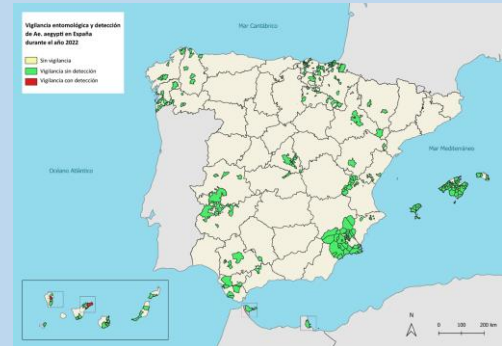 Mar Cantábrico
Vigilancia entomológica y detección
de Ae. aegypti en España
durante el año 2022
Sin vigilancia
Vigilancia sin detección
Vigilancia con detección
Mar Mediterráneo
Océano Atlántico
N
0
100
200 km